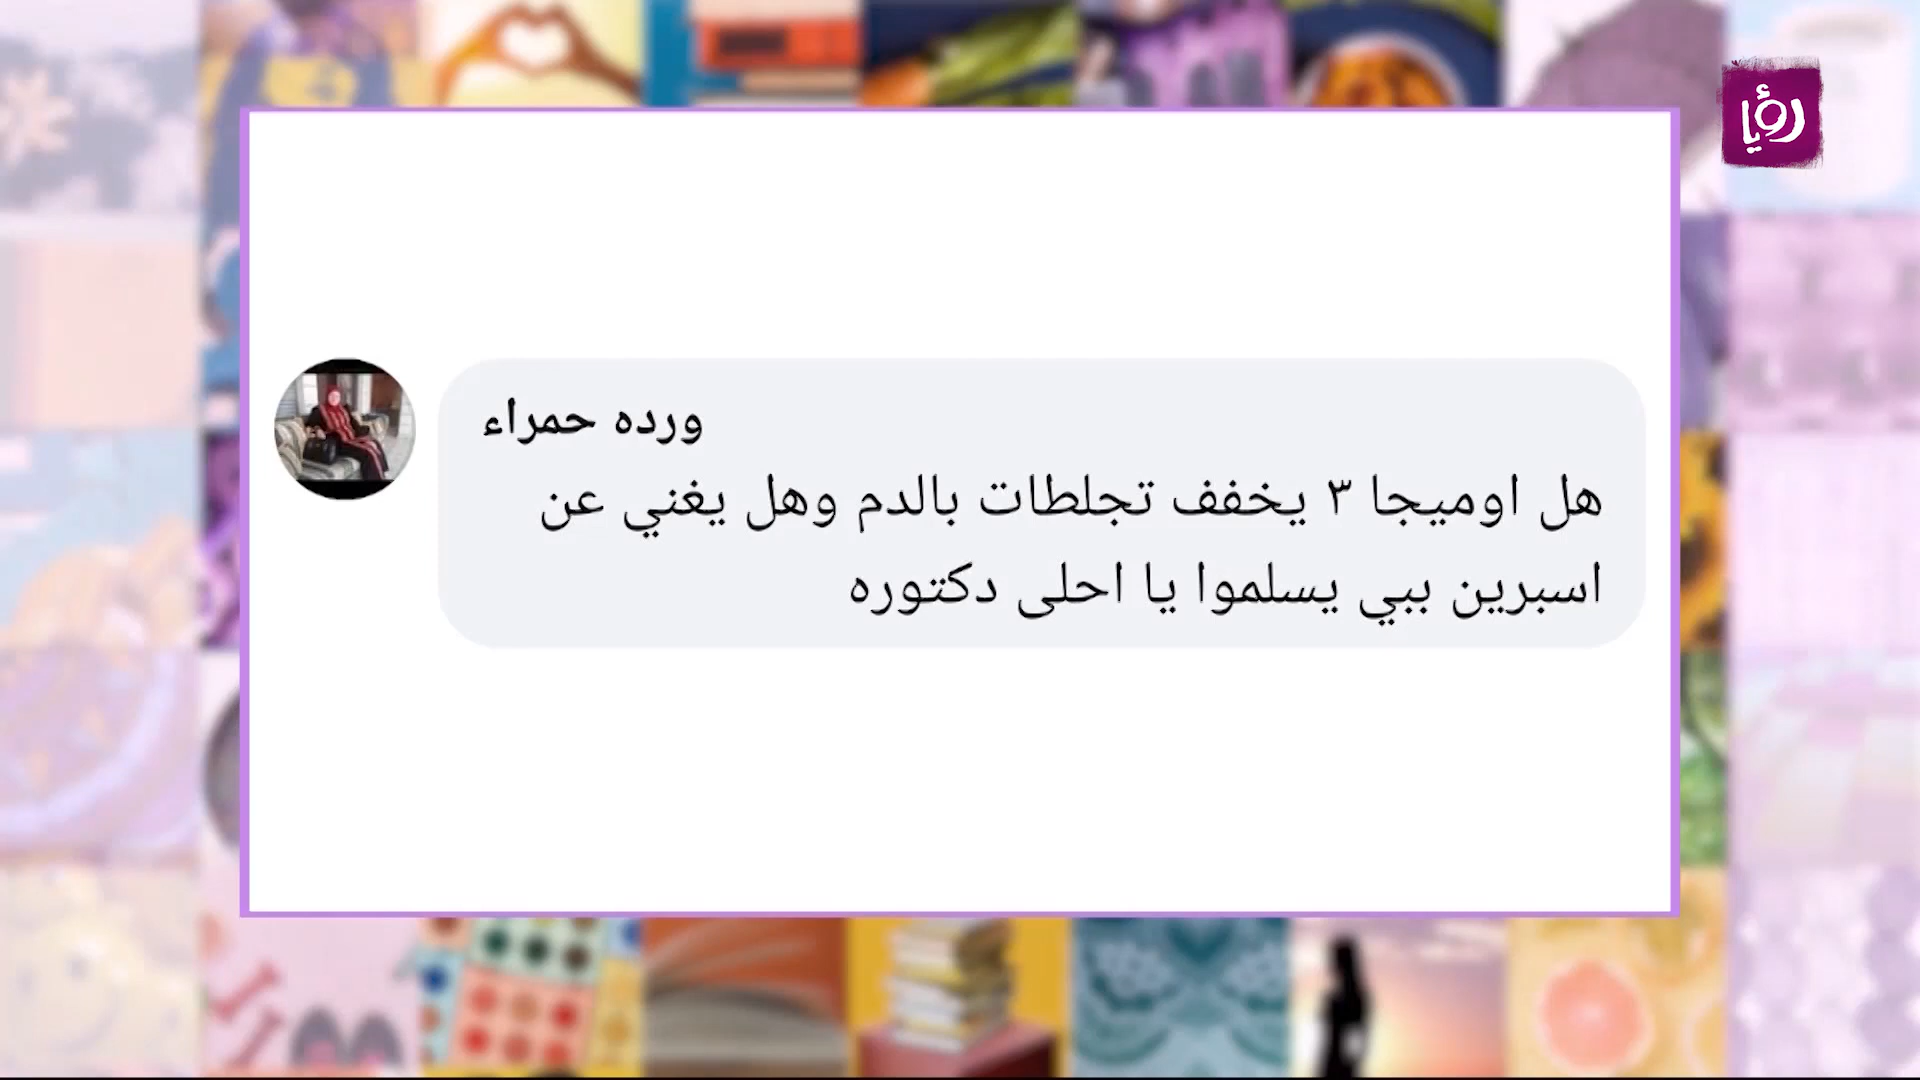 رؤيا
ورده حمراء
هل اوميجا ٣ يخفف تجلطات بالدم وهل يغني عن
اسبرين ببي يسلموا يا احلى دكتوره